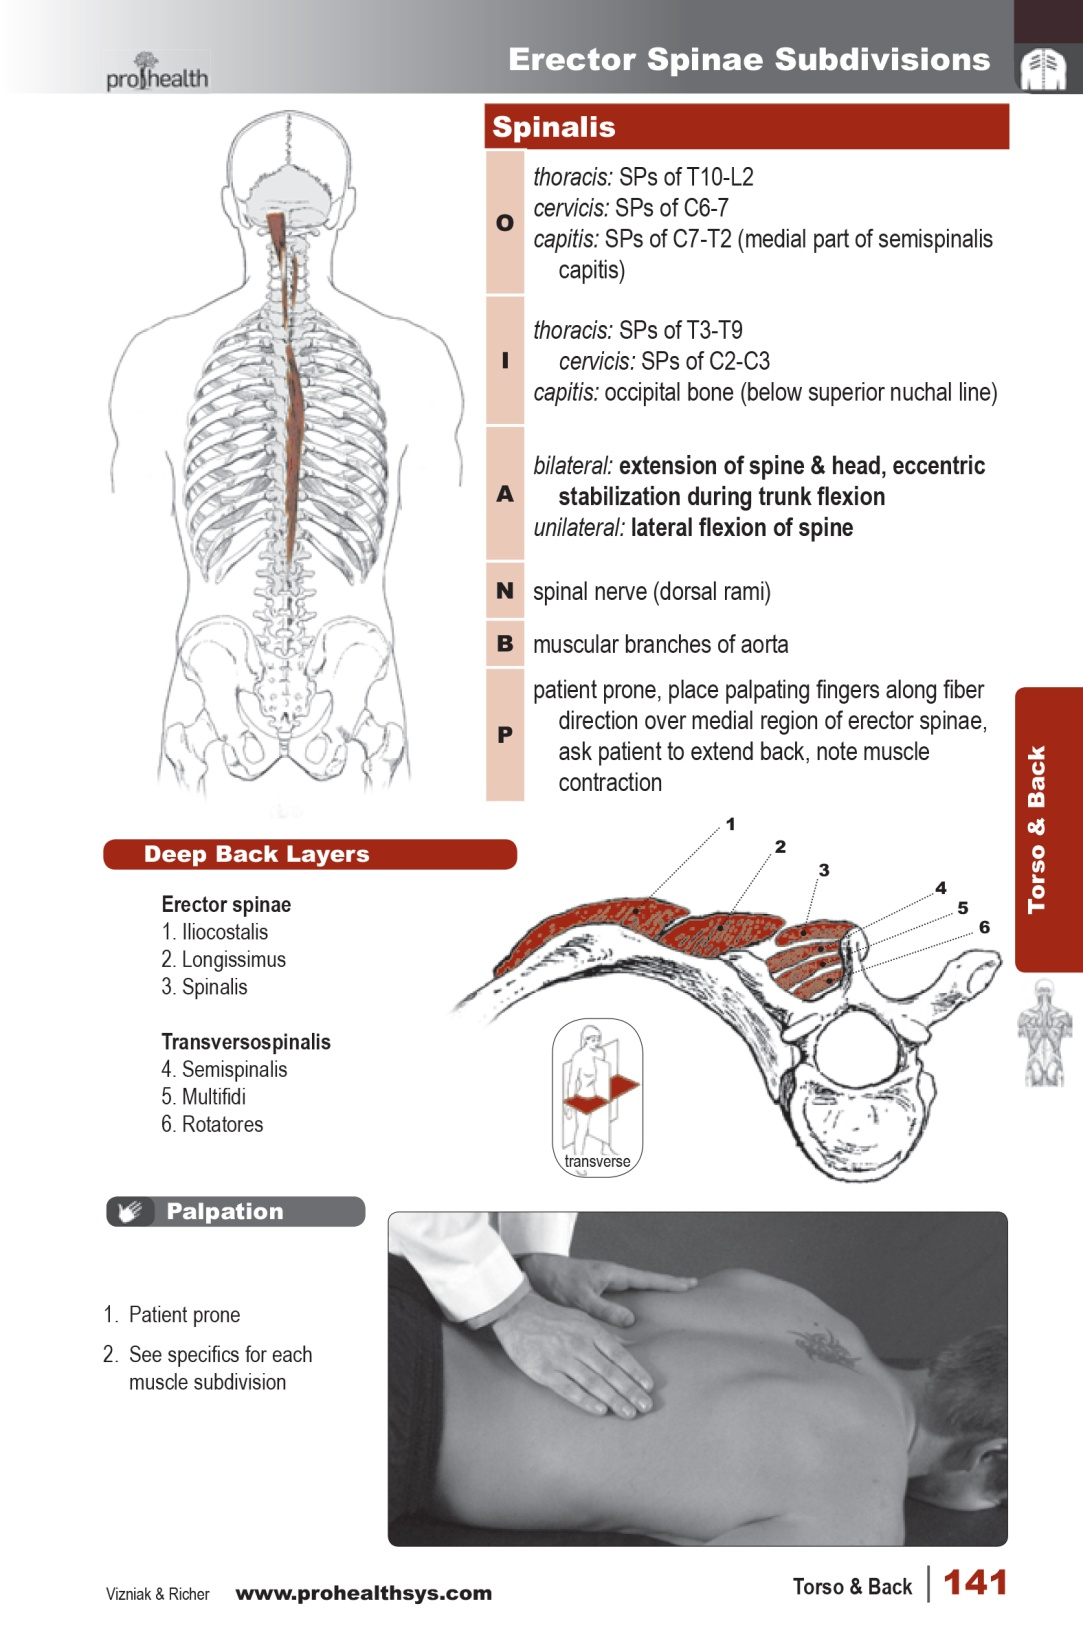 prohealth
Erector Spinae Subdivisions
Spinalis
O
thoracis: SPs of T10-L2
cervicis: SPs of C6-7
capitis: SPs of C7-T2 (medial part of semispinalis
capitis)
I
thoracis: SPs of T3-T9
cervicis: SPs of C2-C3
capitis: occipital bone (below superior nuchal line)
A
bilateral: extension of spine & head, eccentric
stabilization during trunk flexion
unilateral: lateral flexion of spine
N
spinal nerve (dorsal rami)
B
muscular branches of aorta
P
patient prone, place palpating fingers along fiber
direction over medial region of erector spinae,
ask patient to extend back, note muscle
contraction
Torso & Back
Deep Back Layers
Erector spinae
1. Iliocostalis
2. Longissimus
3. Spinalis
Transversospinalis
4. Semispinalis
5. Multifidi
6. Rotatores
1
2
3
4
5
6
transverse
Palpation
1. Patient prone
2. See specifics for each
muscle subdivision
Vizniak & Richer www.prohealthsys.com
Torso & Back 141